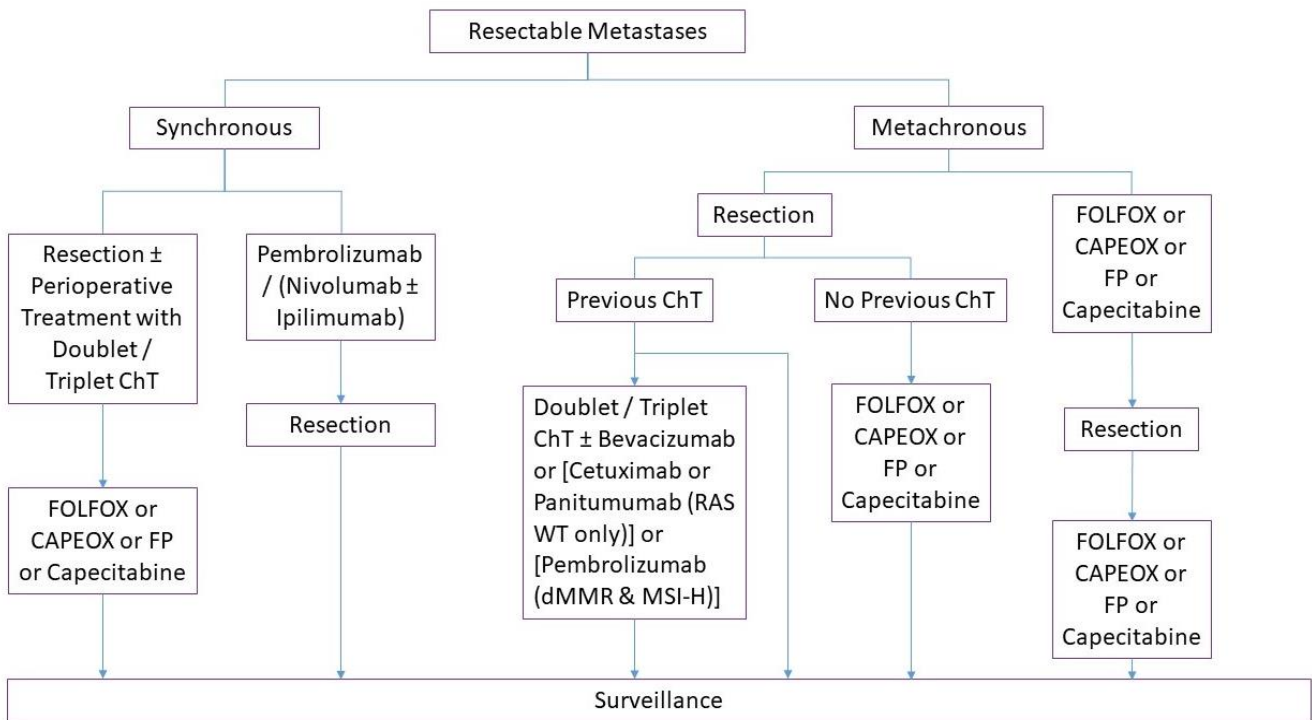 Resectable Metastases
Synchronous
Metachronous
Resection ±
Perioperative
Treatment with
Doublet /
Triplet ChT
Pembrolizumab
/ (Nivolumab ±
Ipilimumab)
Resection
FOLFOX or
CAPEOX or
FP or
Capecitabine
Previous ChT
No Previous ChT
Resection
Doublet / Triplet
ChT ± Bevacizumab
or [Cetuximab or
Panitumumab (RAS
WT only)] or
[Pembrolizumab
(dMMR & MSI-H)]
FOLFOX or
CAPEOX or
FP or
Capecitabine
Resection
FOLFOX or
CAPEOX or FP
or Capecitabine
FOLFOX or
CAPEOX or
FP or
Capecitabine
Surveillance